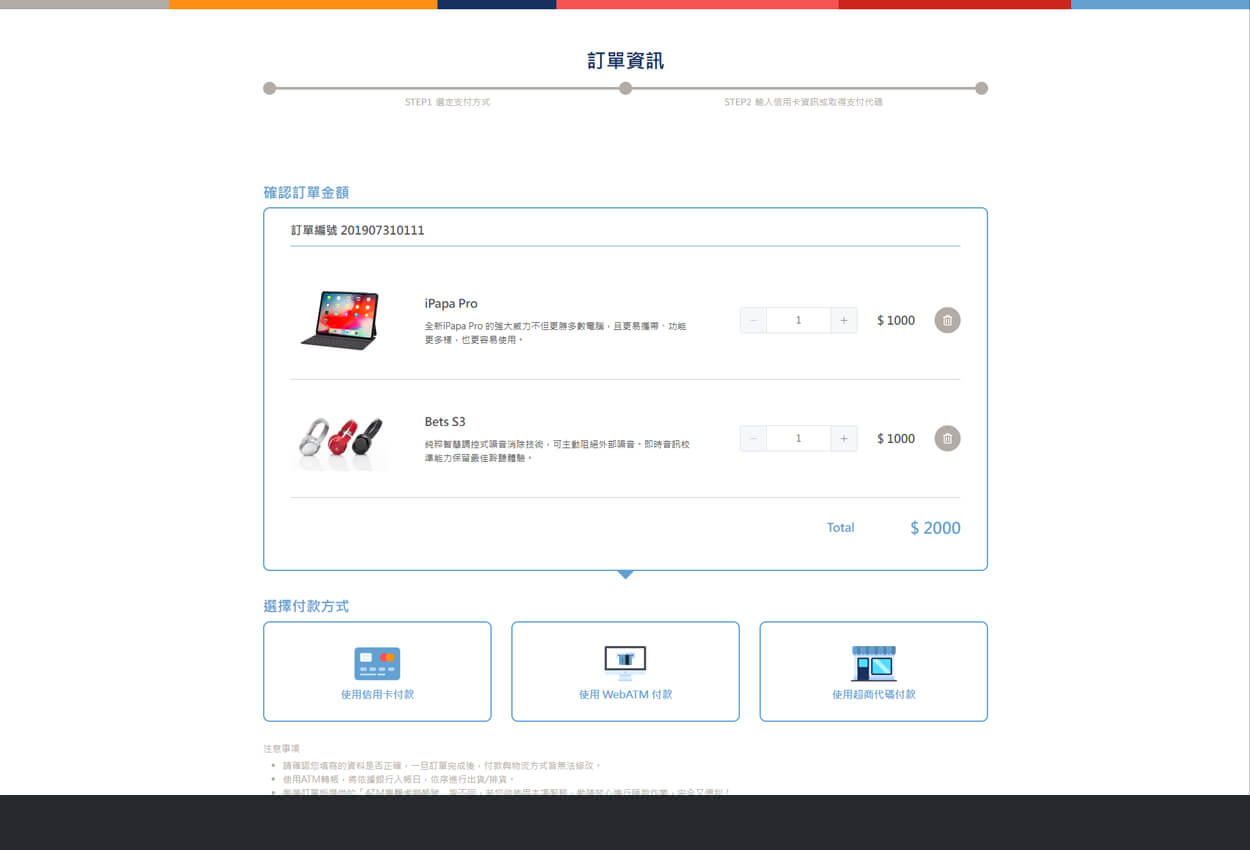 訂單資訊
STEP1 選定支付方式
STEP2 輸入信用卡資訊或取得支付代碼
確認訂單金額
訂單編號 201907310111
iPapa Pro
全新iPapa Pro 的強大威力不但更勝多數電腦，且更易攜帶、功能
更多樣，也更容易使用。
− 1 +
$ 1000
Bets S3
純粹智慧調控式噪音消除技術，可主動阻絕外部噪音。即時音訊校
準能力保留最佳聆聽體驗。
− 1 +
$ 1000
Total
$ 2000
選擇付款方式
使用信用卡付款
使用 WebATM 付款
使用超商代碼付款
注意事項
請確認您填寫的資料是否正確，一旦訂單完成後，付款與物流方式皆無法修改。
使用ATM轉帳，將依據銀行入帳日，依序進行出貨/排貨。